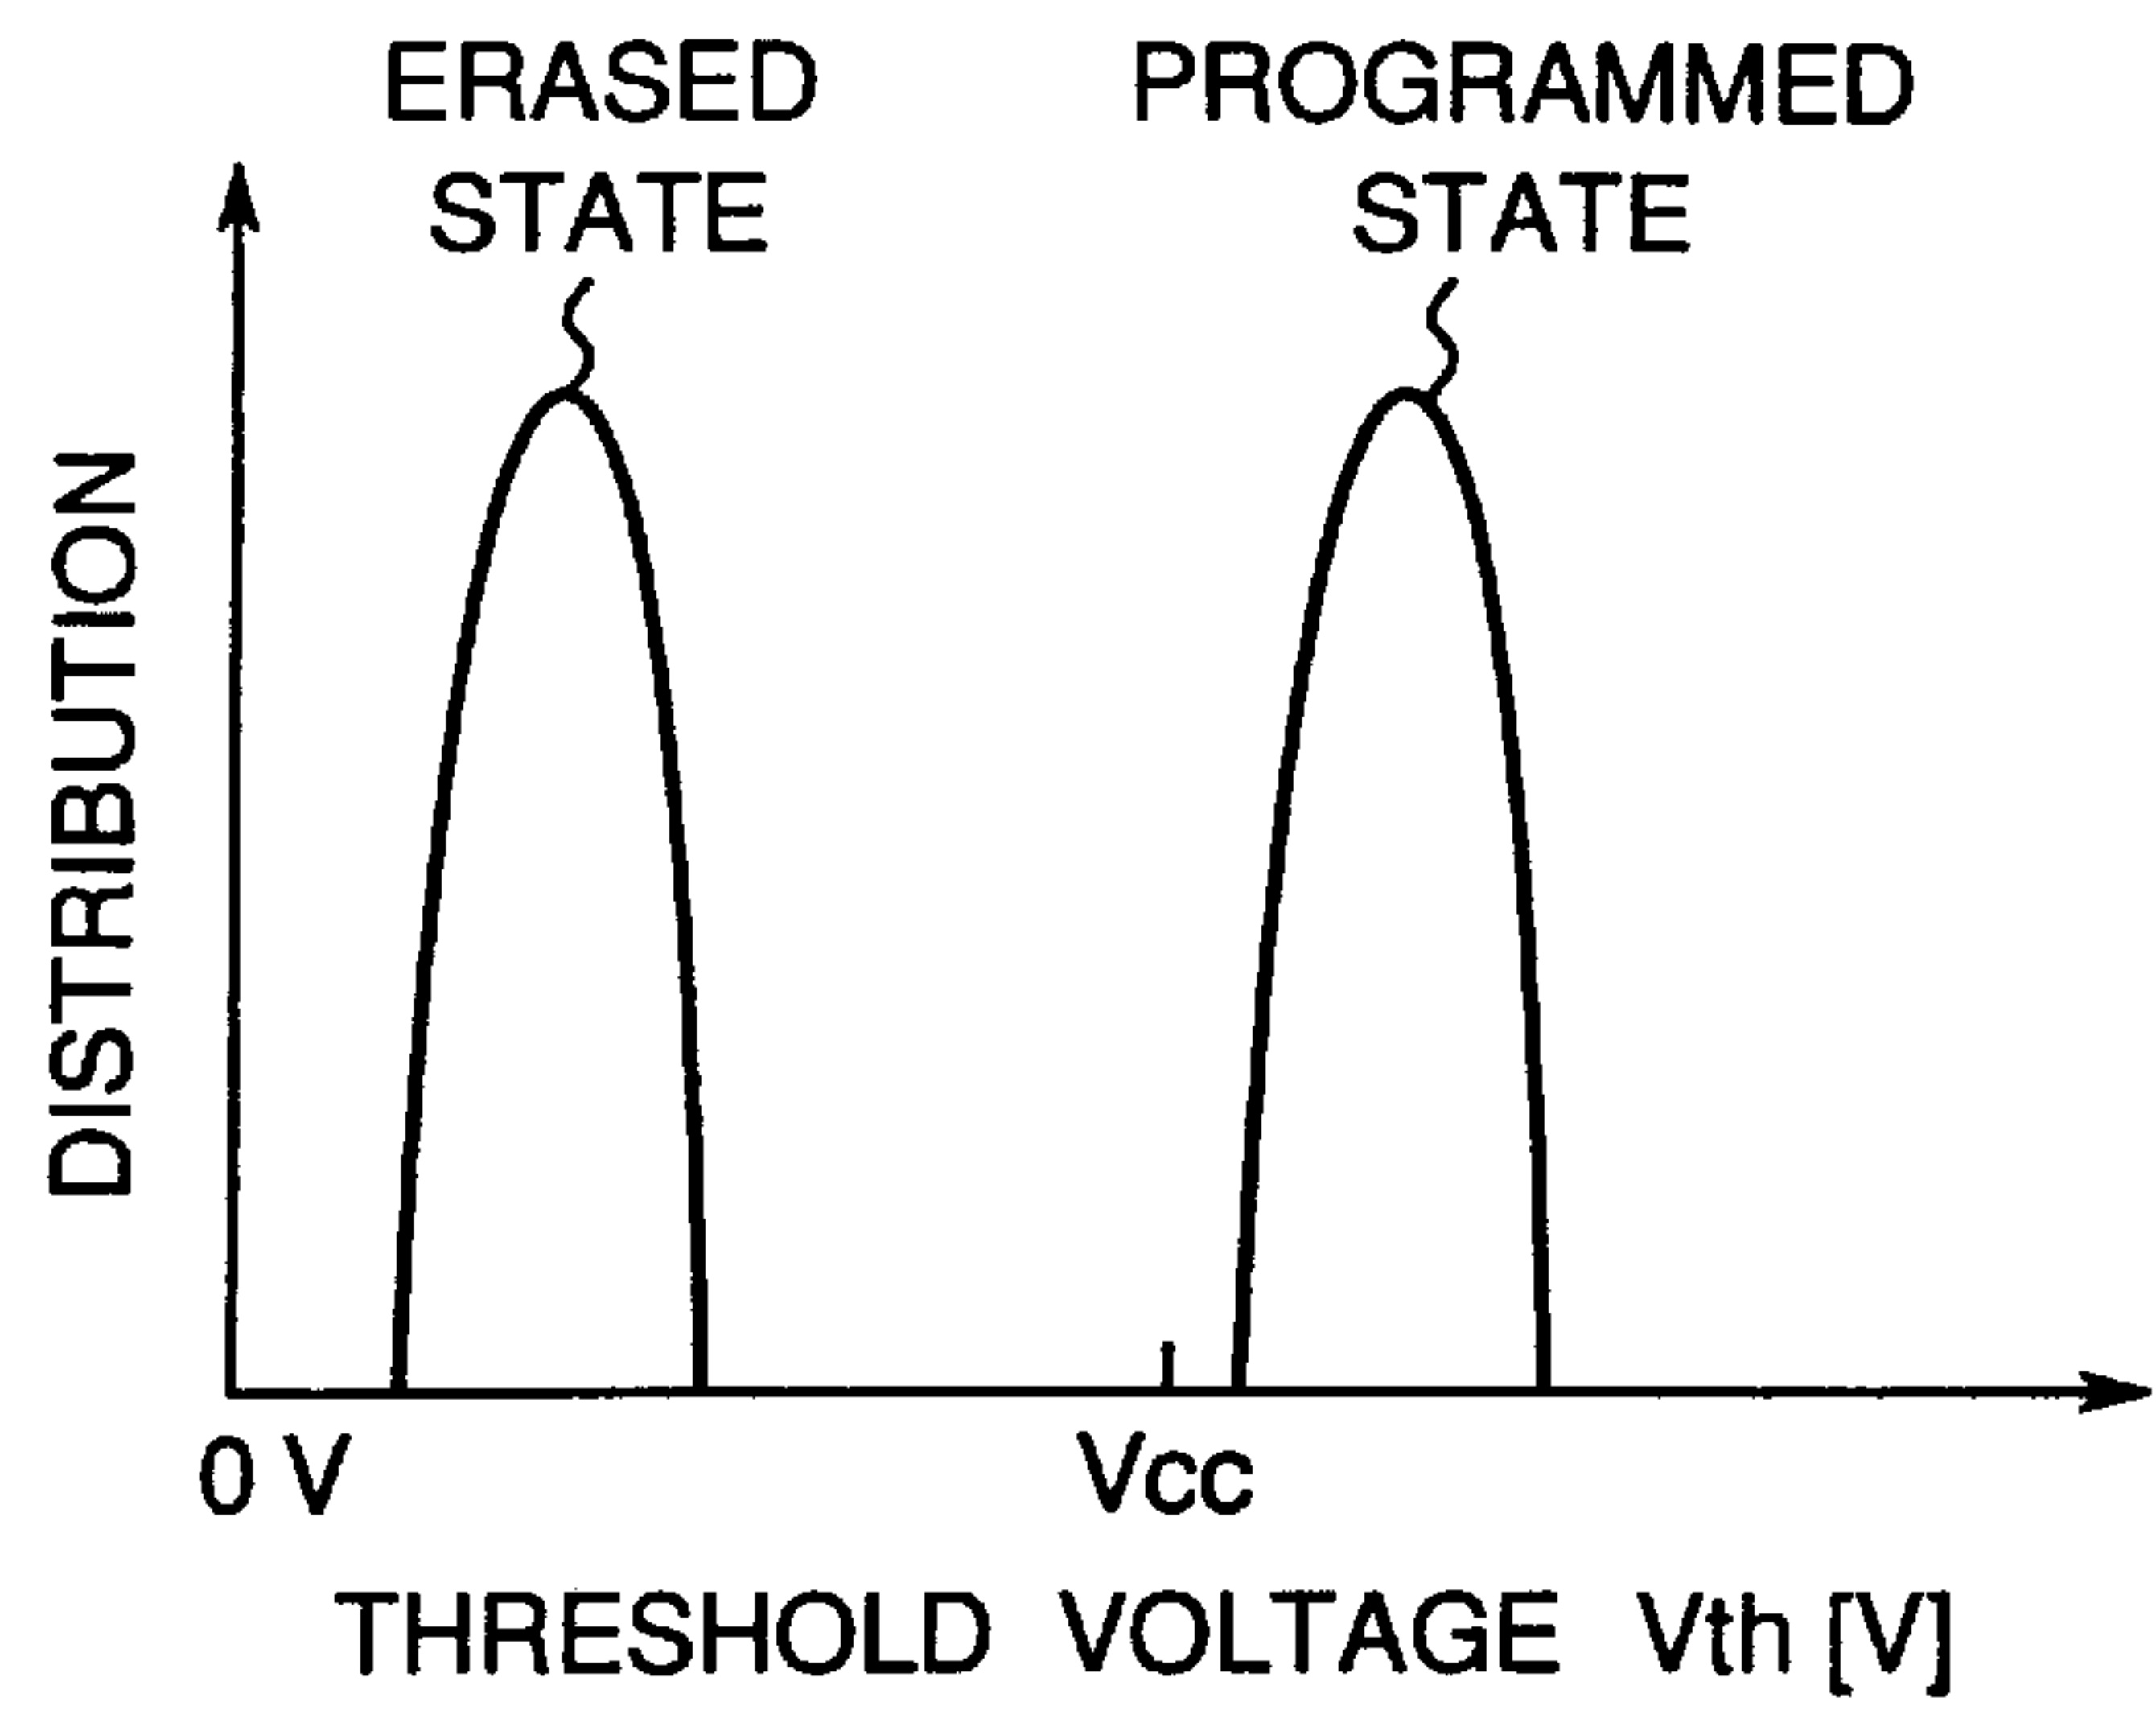 ERASED
STATE
PROGRAMMED
STATE
DISTRIBUTION
0 V
Vcc
THRESHOLD VOLTAGE Vth [V]